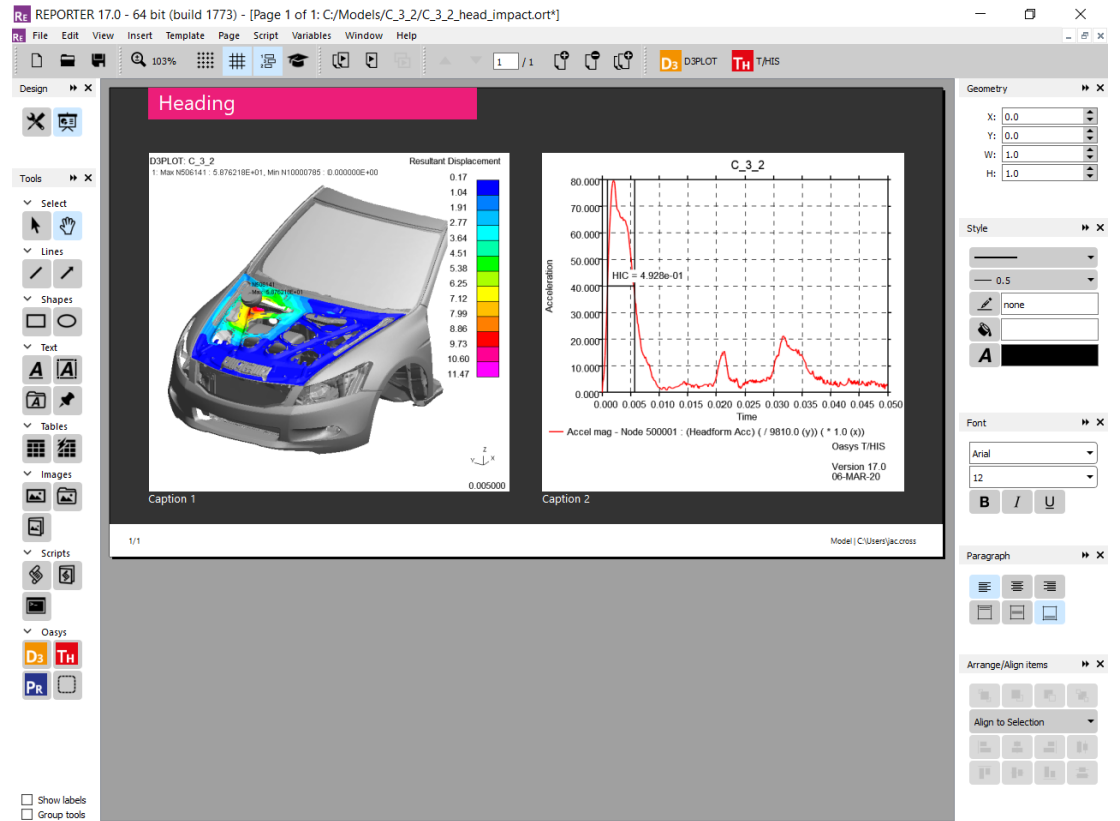 RE REPORTER 17.0 - 64 bit (build 1773) - [Page 1 of 1: C:/Models/C_3_2/C_3_2_head_impact.ort*]
RE File Edit View Insert Template Page Script Variables Window Help
103% 1 / 1 D3 D3PLOT TH T/HIS
Design
Tools
Select
Lines
Shapes
Text
A A
A
Tables
Images
Scripts
Oasys
D3 TH
PR
Show labels
Group tools
Heading
D3PLOT: C_3_2 Resultant Displacement
1: Max N506141 : 5.876218E+01, Min N10000785 : 0.000000E+00
0.17
1.04
1.91
2.77
3.64
4.51
5.38
6.25
7.12
7.99
8.86
9.73
10.60
11.47
Z
Y X
0.005000
Caption 1
C_3_2
80.000
70.000
60.000
50.000
40.000
30.000
20.000
10.000
0.000
Acceleration
HIC = 4.928e-01
0.000 0.005 0.010 0.015 0.020 0.025 0.030 0.035 0.040 0.045 0.050
Time
Accel mag - Node 500001 : (Headform Acc) ( / 9810.0 (y)) ( * 1.0 (x))
Oasys T/HIS
Version 17.0
06-MAR-20
Caption 2
1/1 Model | C:\Users\jac.cross
Geometry
X: 0.0
Y: 0.0
W: 1.0
H: 1.0
Style
0.5
none
A
Font
Arial
12
B I U
Paragraph
Arrange/Align items
Align to Selection